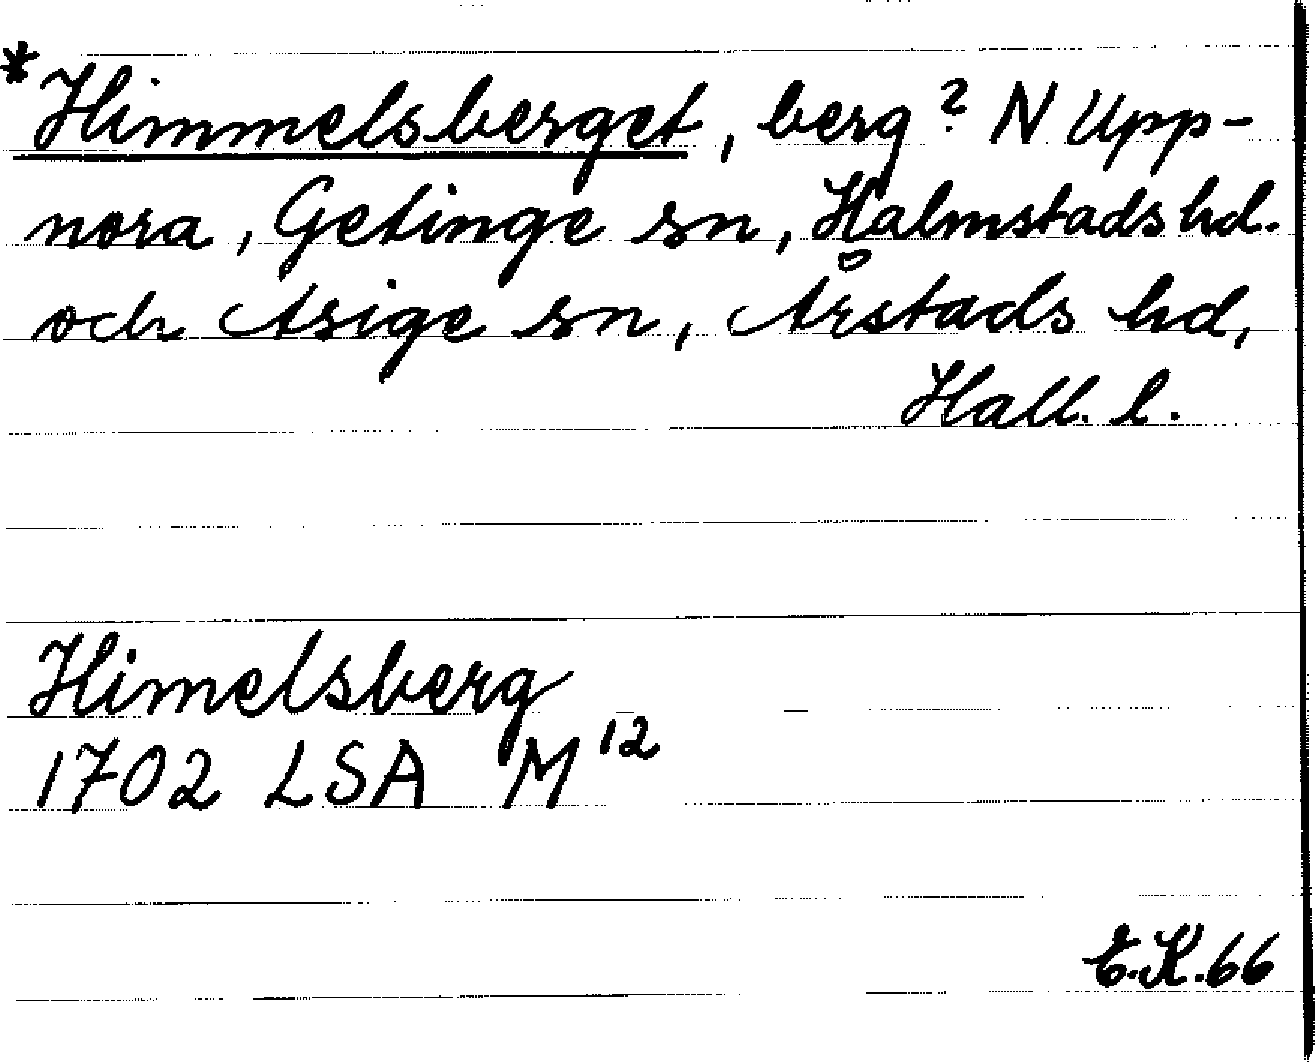 *Himmelsberget, berg? N Upp-
nora, Getinge sn, Halmstads hd.
och Asige sn, Årstads hd,
Hall. l.
Himelsberg
1702 LSA M12
E.K.66